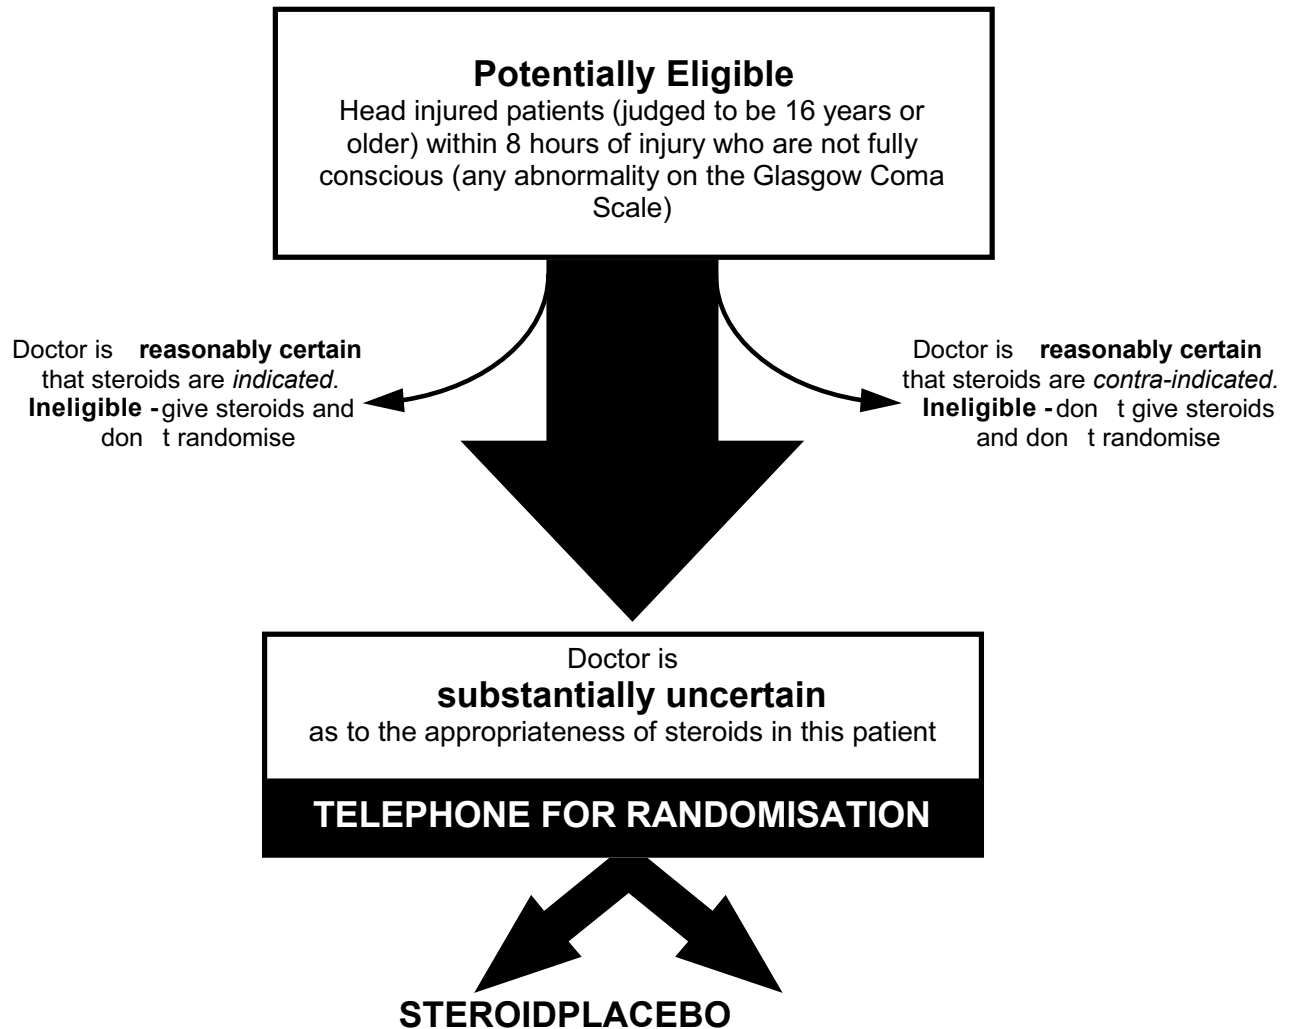 Potentially Eligible
Head injured patients (judged to be 16 years or
older) within 8 hours of injury who are not fully
conscious (any abnormality on the Glasgow Coma
Scale)
Doctor is reasonably certain
that steroids are indicated.
Ineligible - give steroids and
don t randomise
Doctor is reasonably certain
that steroids are contra-indicated.
Ineligible - don t give steroids
and don t randomise
Doctor is
substantially uncertain
as to the appropriateness of steroids in this patient
TELEPHONE FOR RANDOMISATION
STEROIDPLACEBO